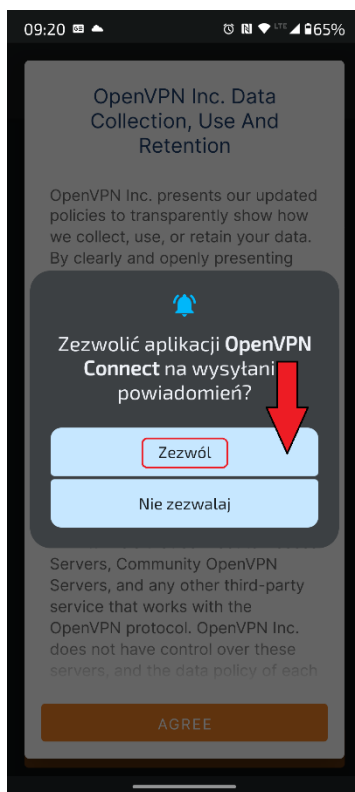 09:20
LTE 65%
OpenVPN Inc. Data
Collection, Use And
Retention
OpenVPN Inc. presents our updated
policies to transparently show how
we collect, use, or retain your data.
By clearly and openly presenting
Zezwolić aplikacji OpenVPN
Connect na wysyłani
powiadomień?
Zezwól
Nie zezwalaj
Servers, Community OpenVPN
Servers, and any other third-party
service that works with the
OpenVPN protocol. OpenVPN Inc.
does not have control over these
servers, and the data policy of each
AGREE